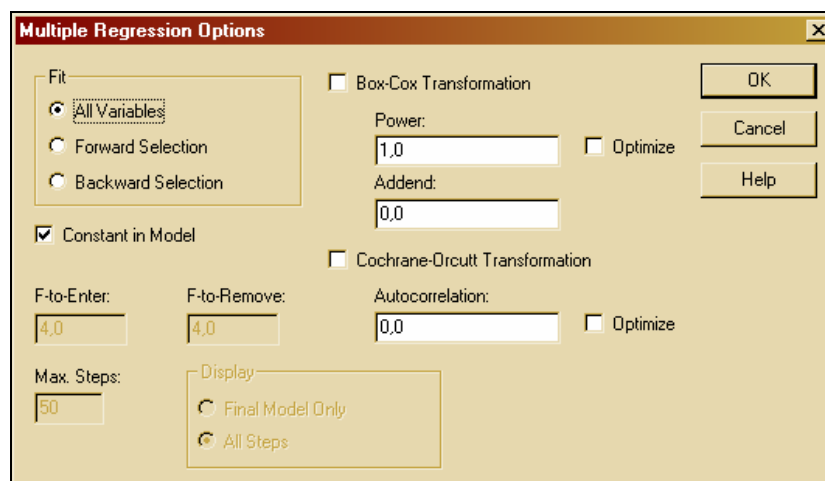 Multiple Regression Options
Fit
All Variables
Forward Selection
Backward Selection
Constant in Model
F-to-Enter:
4,0
F-to-Remove:
4,0
Max. Steps:
50
Display
Final Model Only
All Steps
Box-Cox Transformation
Power:
1,0
Optimize
Addend:
0,0
Cochrane-Orcutt Transformation
Autocorrelation:
0,0
Optimize
OK
Cancel
Help